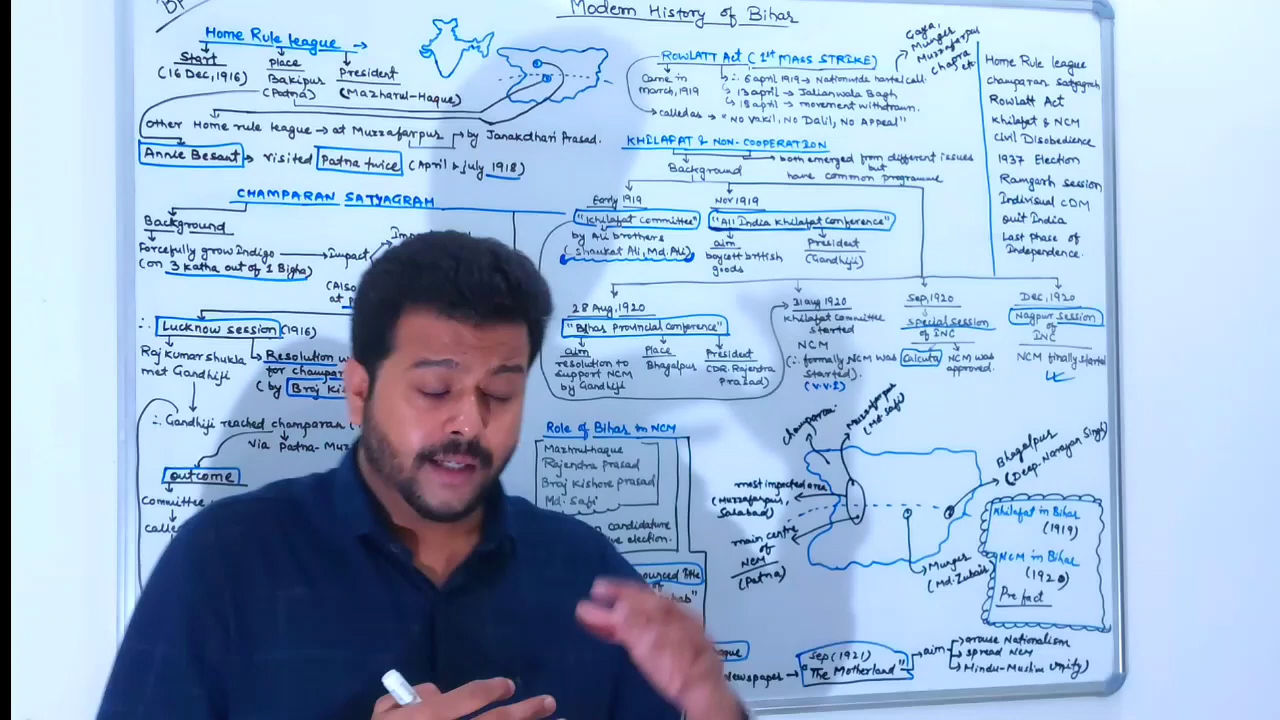 Modern History of Bihar
Home Rule league →
Start
(16 Dec, 1916)
Place
Bakipur
(Patna)
President
(Mazharul-Haque)
other Home rule league → at Muzzafarpur → by Janakdhari Prasad.
Annie Besant → visited Patna twice (April & July 1918)
CHAMPARAN SATYAGRAH
Background
Forcefully grow Indigo
(on 3 katha out of 1 Bigha)
Impact
(Also
at
∴ Lucknow session (1916)
Rajkumar shukla
met Gandhiji
Resolution
for champaran
(by Braj
∴ Gandhiji reached champaran
via Patna-Muz
outcome
Committee
ROWLATT Act (1st MASS STRIKE)
Came in
march, 1919
∴ 6 april 1919 → Nationwide hartal call.
13 april → Jalianwala Bagh
18 april → movement withdrawn.
Gaya,
Munger
Muzzafarpur
Chapra
etc
called as → "NO Vakil, NO Dalil, NO Appeal"
KHILAFAT & NON-COOPERATION
Background
both emerged from different issues
but
have common programme
Early 1919
"Khilafat Committee"
by Ali brothers
(Shaukat Ali, Md. Ali)
Nov 1919
"All India Khilafat Conference"
aim
boycott british
goods
President
(Gandhiji)
28 Aug, 1920
"Bihar Provincial Conference"
aim
resolution to
support NCM
by Gandhiji
Place
Bhagalpur
President
(DR. Rajendra
Prasad)
31 aug 1920
Khilafat Committee
started
NCM
(∴ formally NCM was
started).
(V.V.I)
Sep, 1920
special session
of INC
Calcuta
NCM was
approved.
Dec, 1920
Nagpur session
of
INC
NCM finally started
Home Rule league
champaran satyagrah
Rowlatt Act
Khilafat & NCM
civil Disobedience
1937 Election
Ramgarh session
Indivisual CDM
Quit India
Last phase of
Independence.
Role of Bihar in NCM
Mazhrulhaque
Rajendra prasad
Braj Kishore prasad
Md. Safi
candidature
election.
Champaran
Muzzafarpur
(Md. Safi)
most impacted area
(Muzzafarpur,
main centre
of
NCM
(Patna)
Bhagalpur
(Deep Narayan Singh)
Munger
(Md. Zubair)
Khilafat in Bihar
(1919)
NCM in Bihar
(1920)
Pre fact
Newspaper →
Sep (1921)
"The Motherland"
aim
arouse Nationalism
spread NCM
Hindu-Muslim Unity)